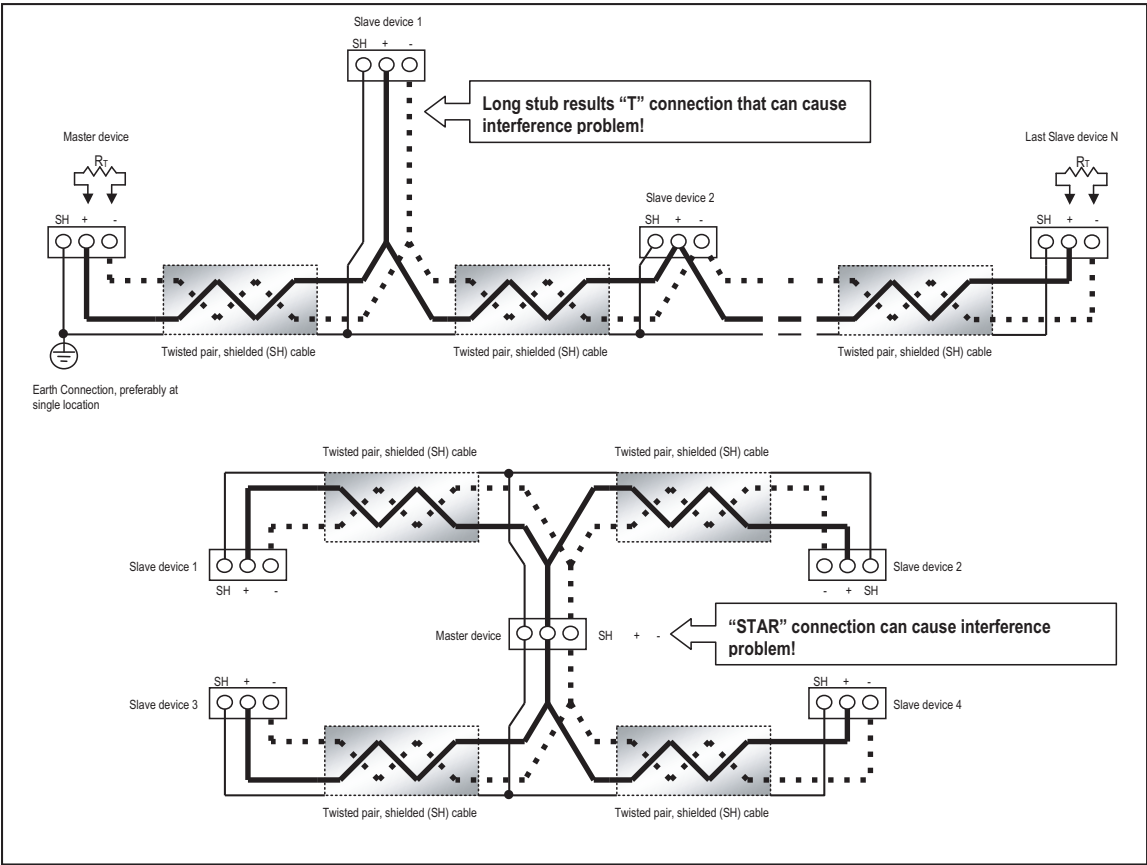 Slave device 1
SH + -
Long stub results “T” connection that can cause
interference problem!
Master device
RT
SH + -
Slave device 2
SH + -
Last Slave device N
RT
SH + -
Twisted pair, shielded (SH) cable
Twisted pair, shielded (SH) cable
Twisted pair, shielded (SH) cable
Earth Connection, preferably at
single location
Twisted pair, shielded (SH) cable
Twisted pair, shielded (SH) cable
Slave device 1
SH + -
Slave device 2
- + SH
Master device
SH + -
“STAR” connection can cause interference
problem!
Slave device 3
SH + -
SH + -
Slave device 4
Twisted pair, shielded (SH) cable
Twisted pair, shielded (SH) cable